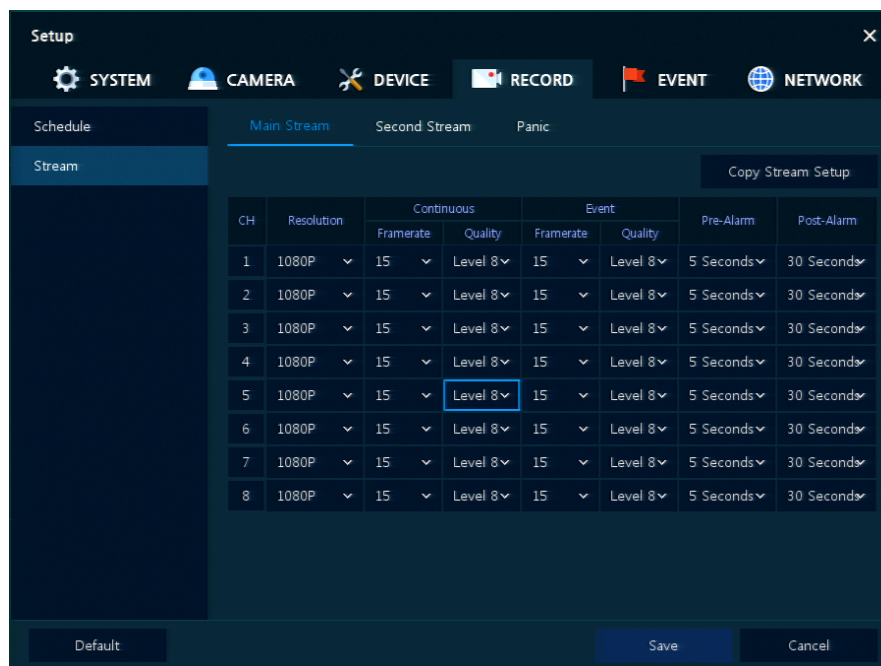 Setup
SYSTEM CAMERA DEVICE RECORD EVENT NETWORK
Schedule
Stream
Main Stream Second Stream Panic
Copy Stream Setup
CH Resolution Continuous Event Pre-Alarm Post-Alarm
Framerate Quality Framerate Quality
1 1080P 15 Level 8 15 Level 8 5 Seconds 30 Seconds
2 1080P 15 Level 8 15 Level 8 5 Seconds 30 Seconds
3 1080P 15 Level 8 15 Level 8 5 Seconds 30 Seconds
4 1080P 15 Level 8 15 Level 8 5 Seconds 30 Seconds
5 1080P 15 Level 8 15 Level 8 5 Seconds 30 Seconds
6 1080P 15 Level 8 15 Level 8 5 Seconds 30 Seconds
7 1080P 15 Level 8 15 Level 8 5 Seconds 30 Seconds
8 1080P 15 Level 8 15 Level 8 5 Seconds 30 Seconds
Default Save Cancel